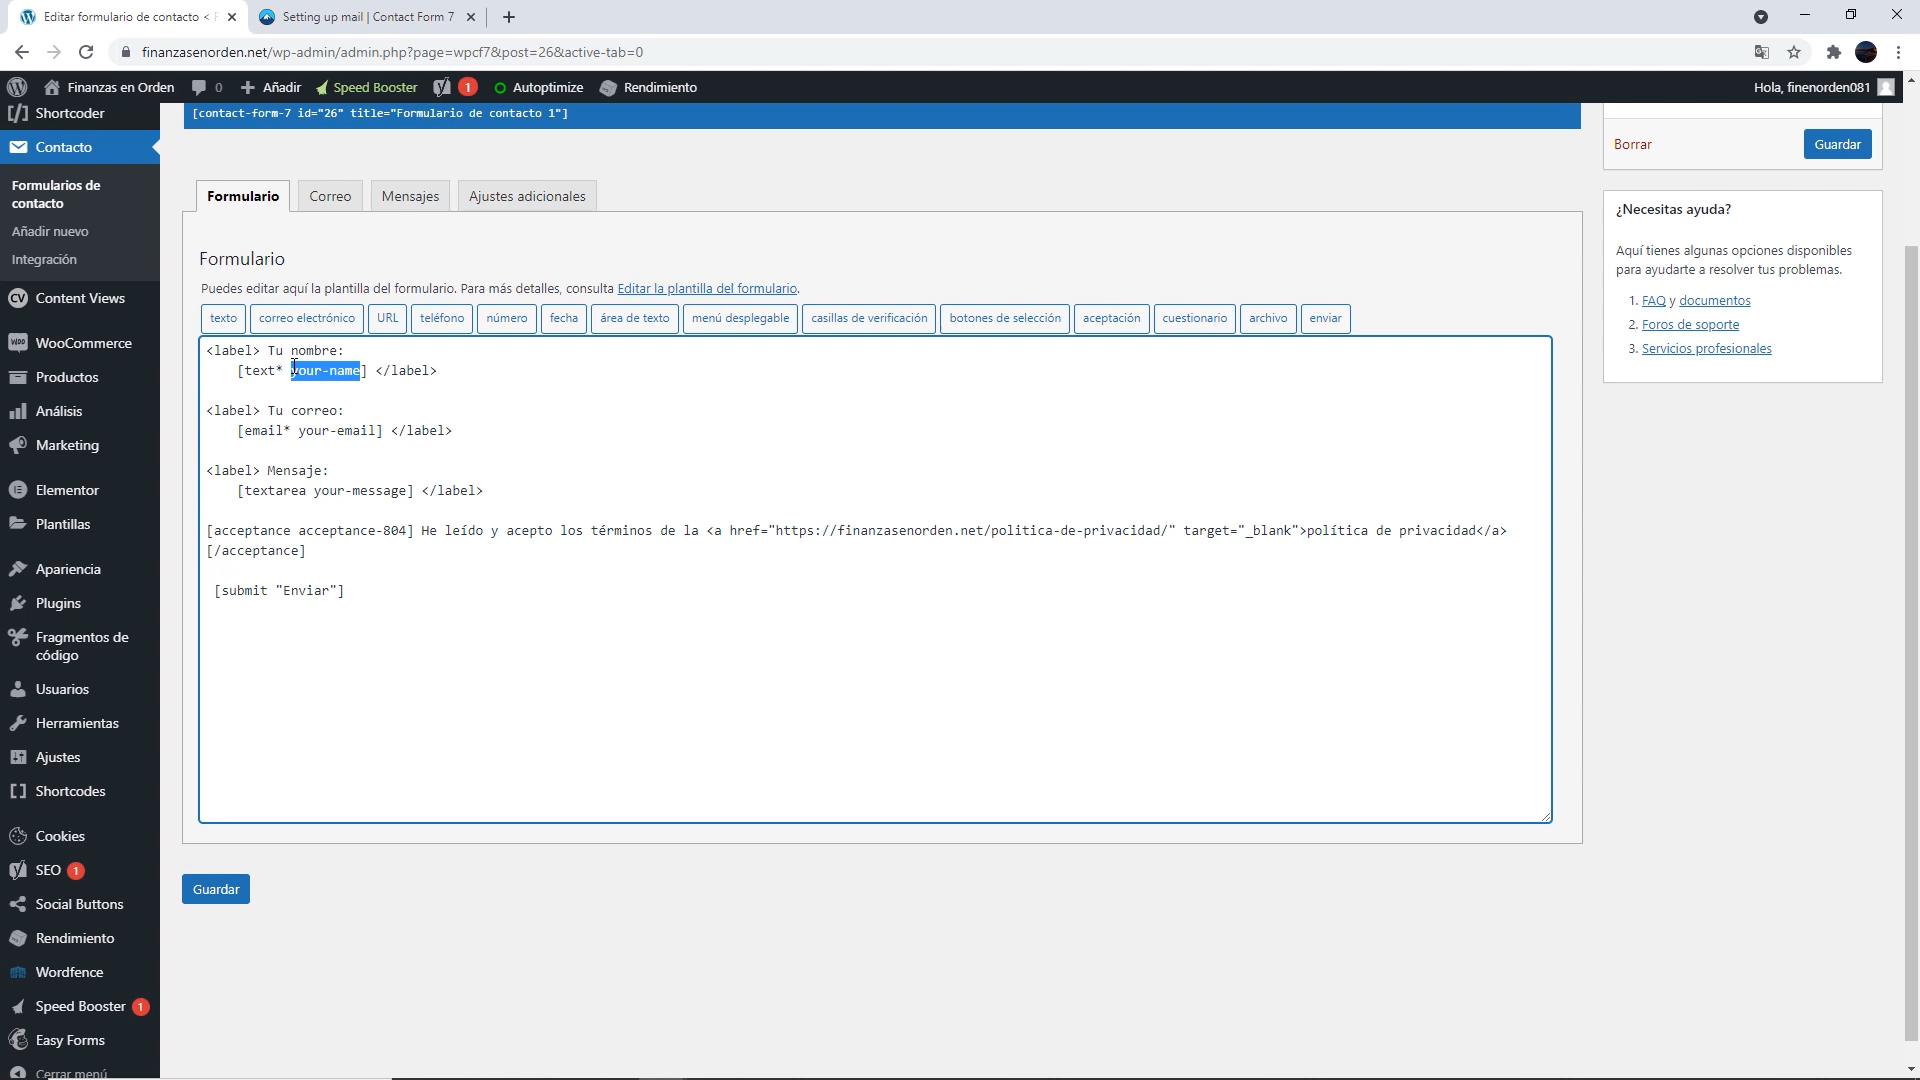 Editar formulario de contacto <
Setting up mail | Contact Form 7
finanzasenorden.net/wp-admin/admin.php?page=wpcf7&post=26&active-tab=0
Finanzas en Orden 0 Añadir Speed Booster 1 Autoptimize Rendimiento Hola, finenorden081
Shortcoder
Contacto
Formularios de
contacto
Añadir nuevo
Integración
Content Views
WooCommerce
Productos
Análisis
Marketing
Elementor
Plantillas
Apariencia
Plugins
Fragmentos de
código
Usuarios
Herramientas
Ajustes
Shortcodes
Cookies
SEO 1
Social Buttons
Rendimiento
Wordfence
Speed Booster 1
Easy Forms
Cerrar menú
[contact-form-7 id="26" title="Formulario de contacto 1"]
Formulario Correo Mensajes Ajustes adicionales
Formulario
Puedes editar aquí la plantilla del formulario. Para más detalles, consulta Editar la plantilla del formulario.
texto correo electrónico URL teléfono número fecha área de texto menú desplegable casillas de verificación botones de selección aceptación cuestionario archivo enviar
<label> Tu nombre:
[text* your-name] </label>
<label> Tu correo:
[email* your-email] </label>
<label> Mensaje:
[textarea your-message] </label>
[acceptance acceptance-804] He leído y acepto los términos de la <a href="https://finanzasenorden.net/politica-de-privacidad/" target="_blank">política de privacidad</a>
[/acceptance]
[submit "Enviar"]
Guardar
Borrar Guardar
¿Necesitas ayuda?
Aquí tienes algunas opciones disponibles
para ayudarte a resolver tus problemas.
1. FAQ y documentos
2. Foros de soporte
3. Servicios profesionales